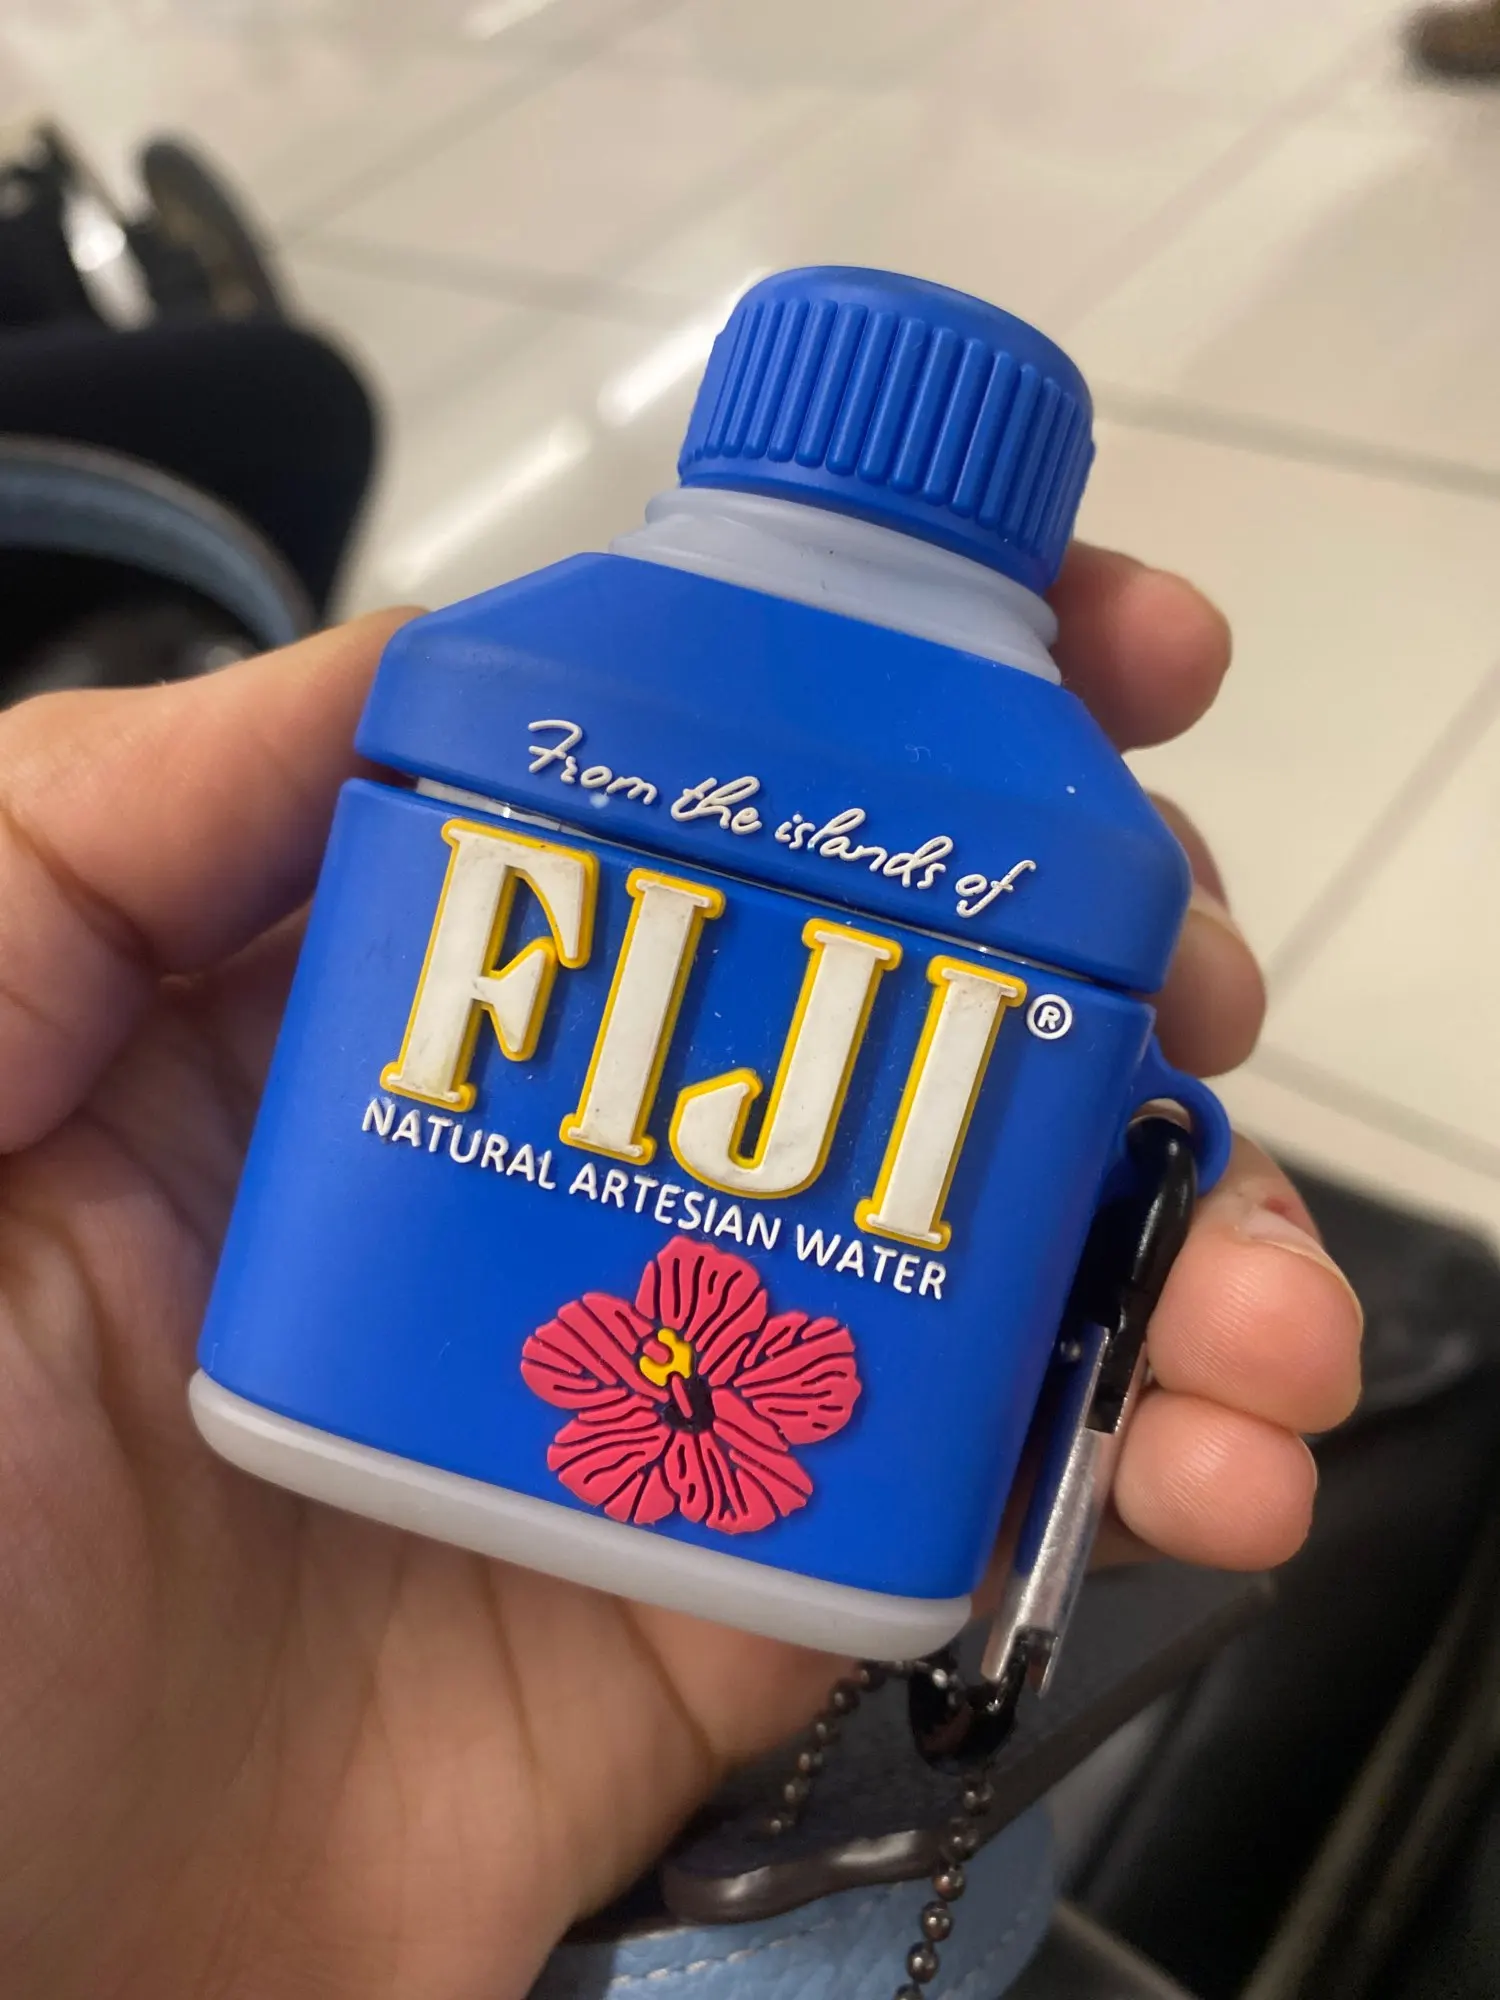 From the islands of
FIJI®
NATURAL ARTESIAN WATER